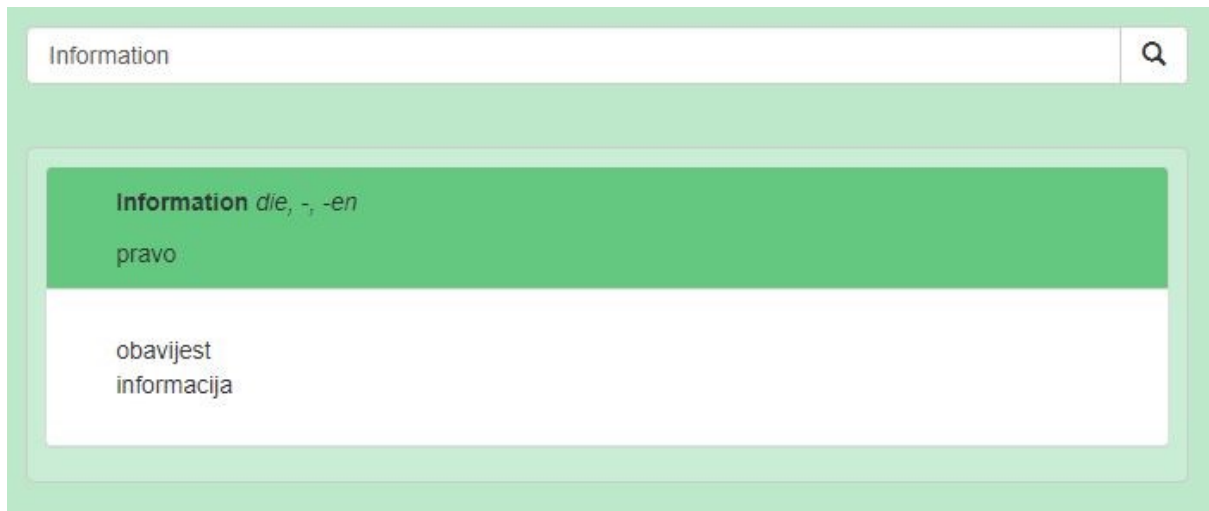 Information
Information die, -, -en
pravo
obavijest
informacija